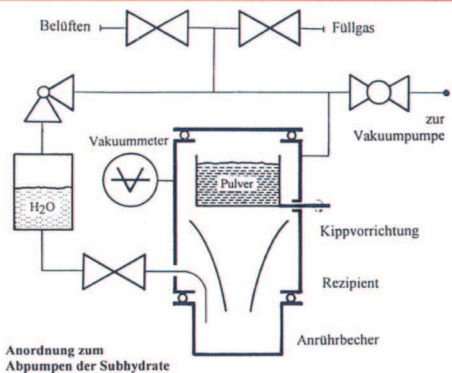 Belüften
Füllgas
zur
Vakuumpumpe
Vakuummeter
Pulver
H₂O
Kippvorrichtung
Rezipient
Anrührbecher
Anordnung zum
Abpumpen der Subhydrate